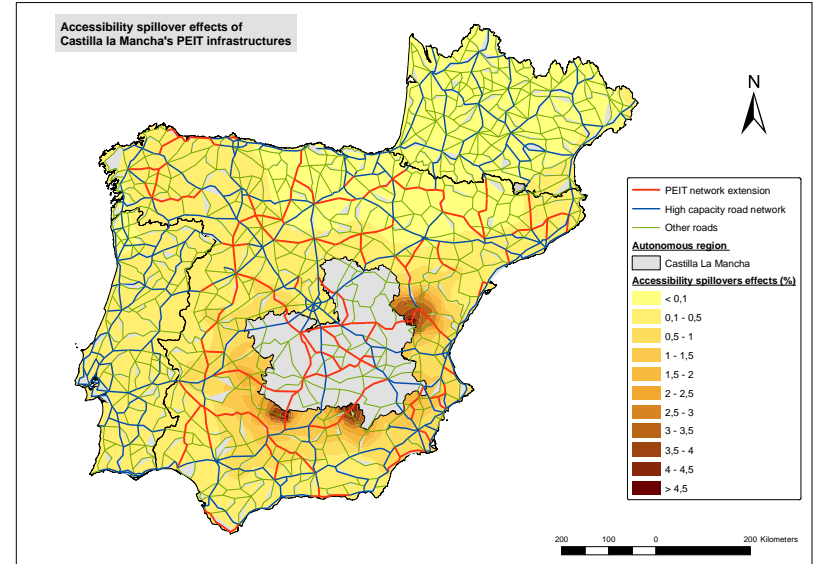 Accessibility spillover effects of
Castilla la Mancha's PEIT infrastructures
N
PEIT network extension
High capacity road network
Other roads
Autonomous region
Castilla La Mancha
Accessibility spillovers effects (%)
< 0,1
0,1 - 0,5
0,5 - 1
1 - 1,5
1,5 - 2
2 - 2,5
2,5 - 3
3 - 3,5
3,5 - 4
4 - 4,5
> 4,5
200 100 0 200 Kilometers